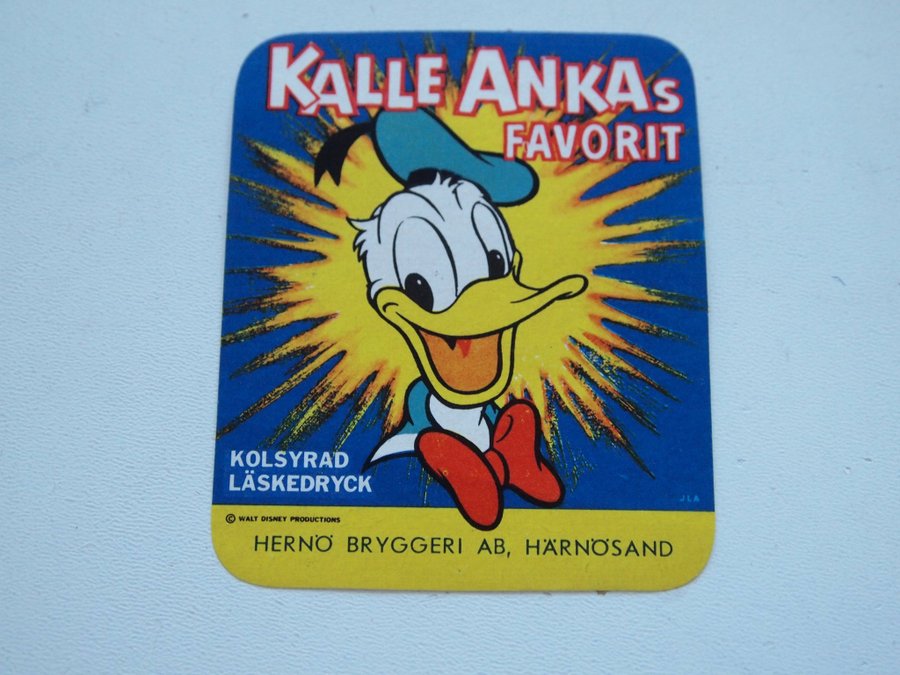 KALLE ANKAs
FAVORIT
KOLSYRAD
LÄSKEDRYCK
JLA
© WALT DISNEY PRODUCTIONS
HERNÖ BRYGGERI AB, HÄRNÖSAND